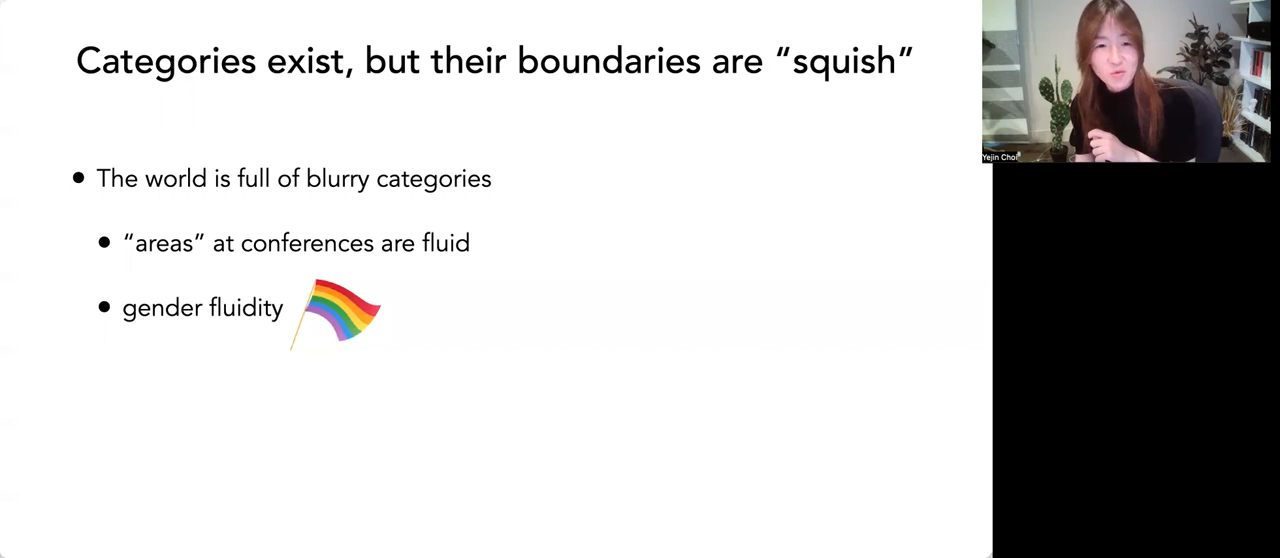 Categories exist, but their boundaries are “squish”
• The world is full of blurry categories
• “areas” at conferences are fluid
• gender fluidity
Yejin Choi